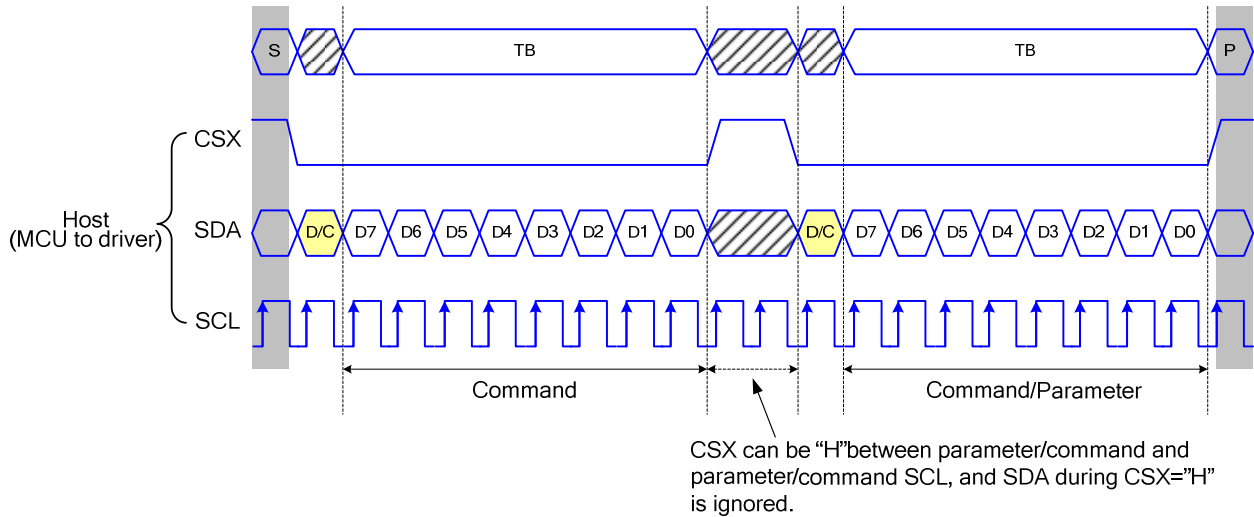 S TB TB P
CSX
Host
(MCU to driver)
SDA D/C D7 D6 D5 D4 D3 D2 D1 D0 D/C D7 D6 D5 D4 D3 D2 D1 D0
SCL
Command Command/Parameter
CSX can be “H”between parameter/command and
parameter/command SCL, and SDA during CSX=”H”
is ignored.